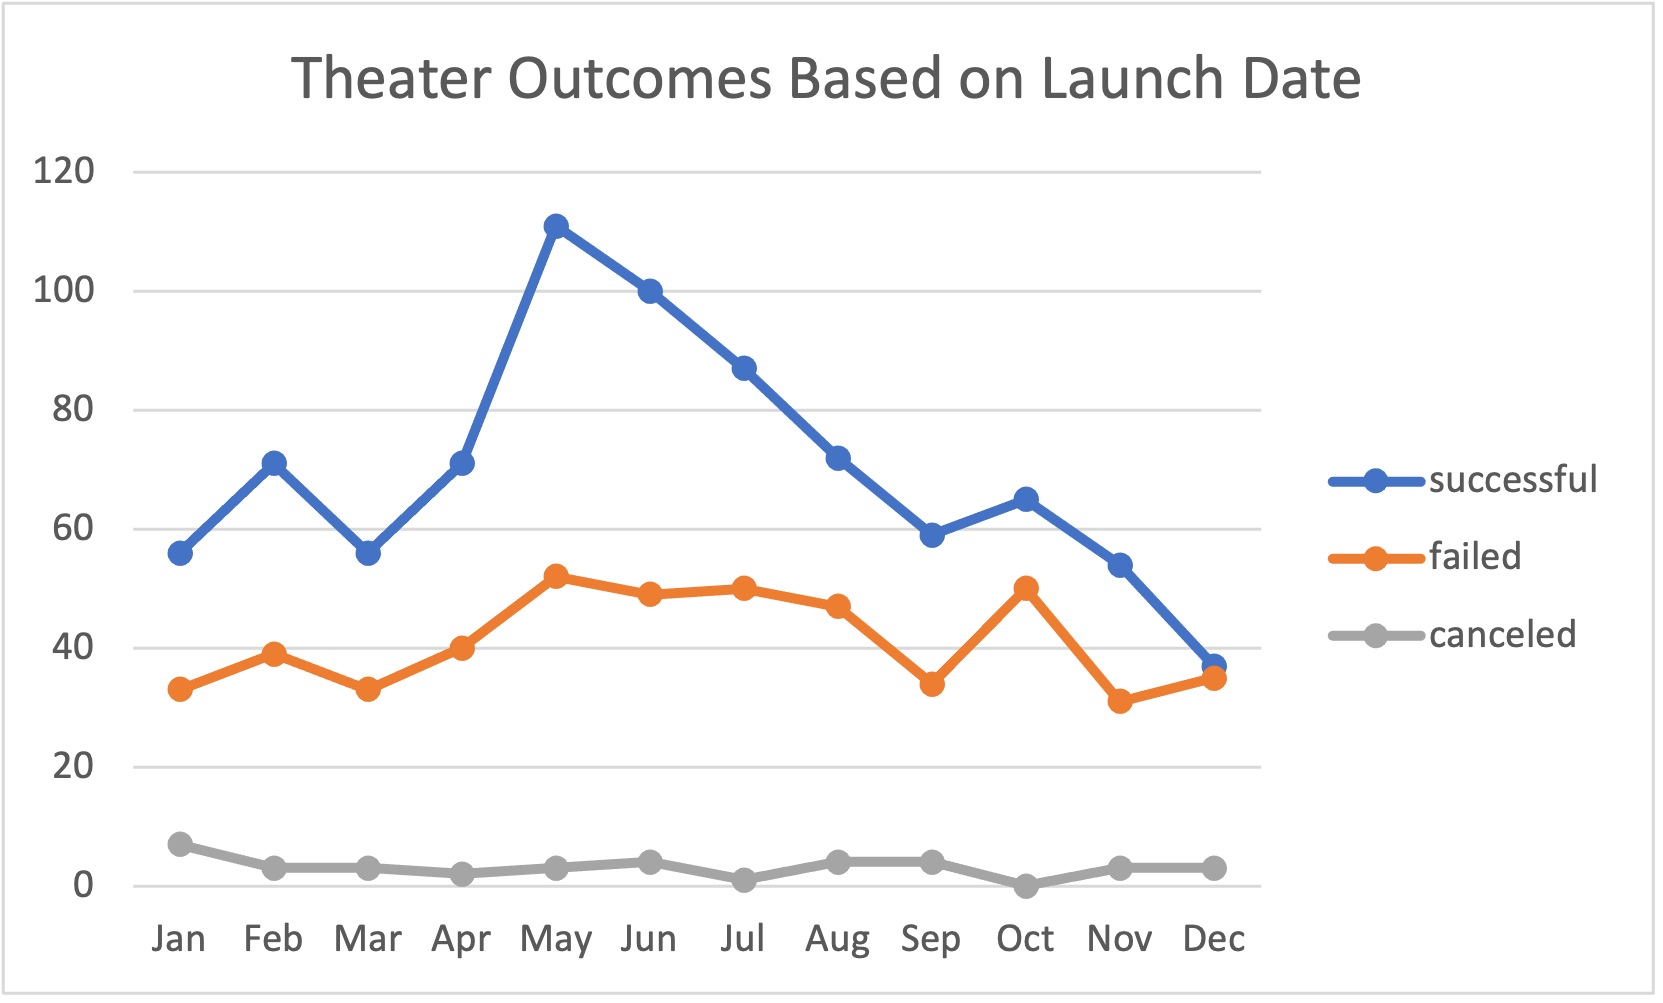 Theater Outcomes Based on Launch Date
120
100
80
60
40
20
0
Jan Feb Mar Apr May Jun Jul Aug Sep Oct Nov Dec
successful
failed
canceled